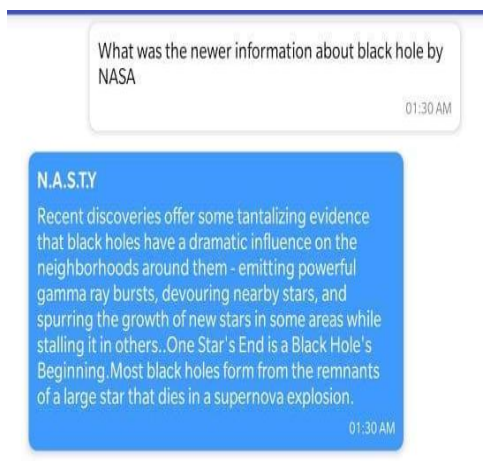 What was the newer information about black hole by
NASA
01:30 AM
N.A.S.T.Y
Recent discoveries offer some tantalizing evidence
that black holes have a dramatic influence on the
neighborhoods around them - emitting powerful
gamma ray bursts, devouring nearby stars, and
spurring the growth of new stars in some areas while
stalling it in others..One Star's End is a Black Hole's
Beginning.Most black holes form from the remnants
of a large star that dies in a supernova explosion.
01:30 AM